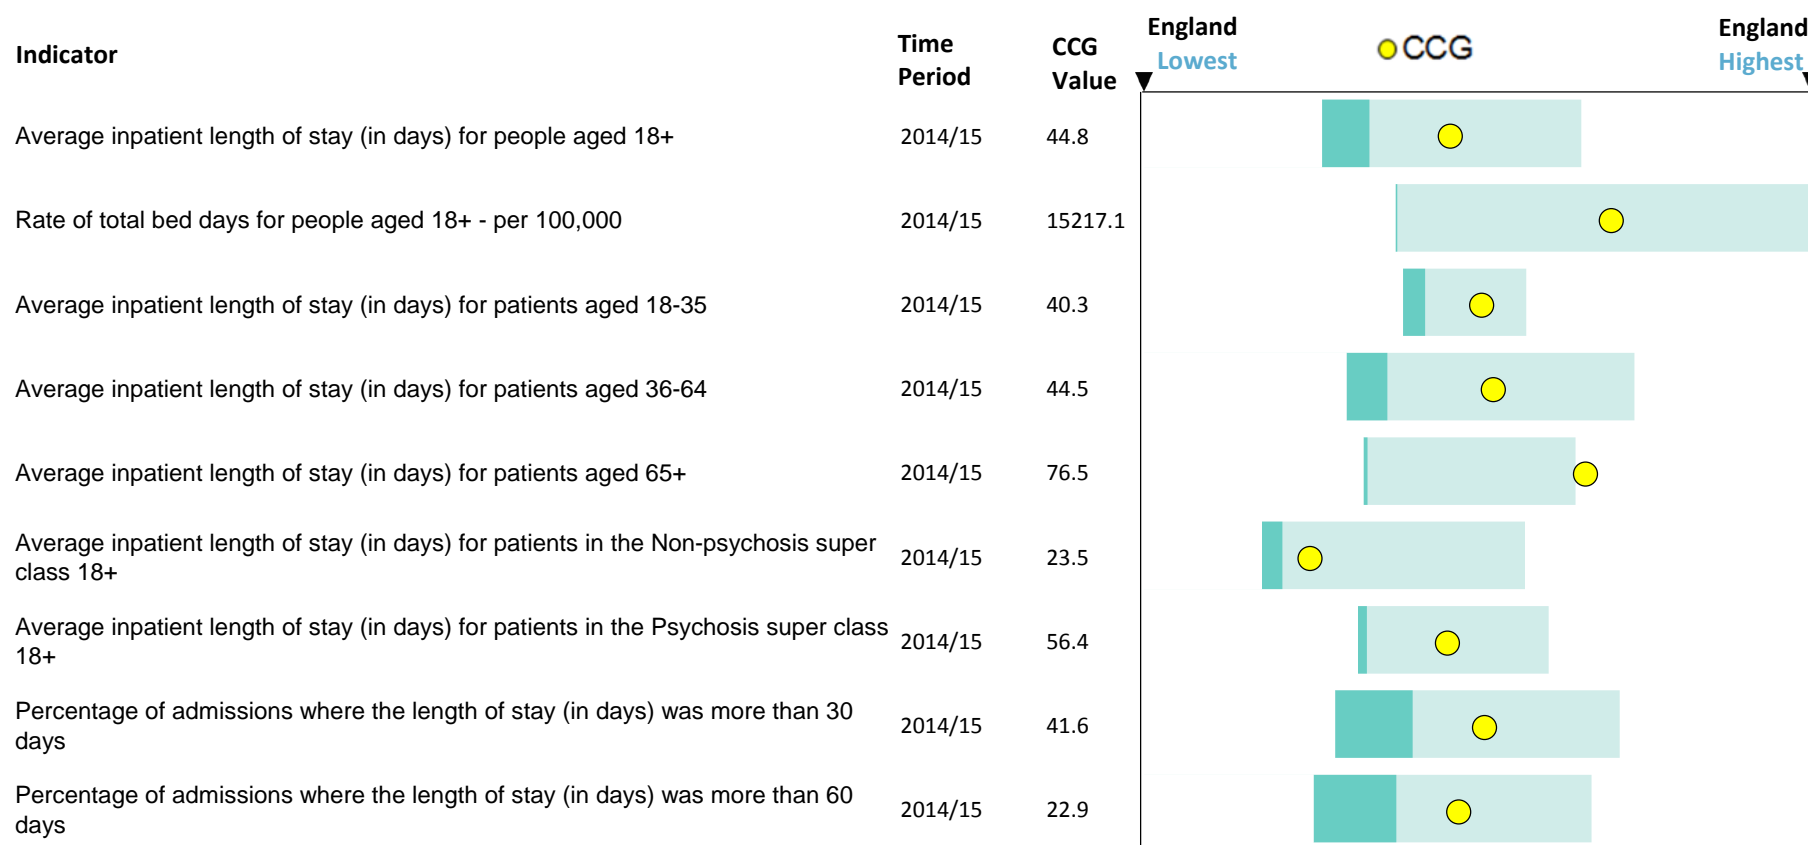 Indicator
Time
Period
CCG
Value
England
Lowest
CCG
England
Highest
Average inpatient length of stay (in days) for people aged 18+ 2014/15 44.8
Rate of total bed days for people aged 18+ - per 100,000 2014/15 15217.1
Average inpatient length of stay (in days) for patients aged 18-35 2014/15 40.3
Average inpatient length of stay (in days) for patients aged 36-64 2014/15 44.5
Average inpatient length of stay (in days) for patients aged 65+ 2014/15 76.5
Average inpatient length of stay (in days) for patients in the Non-psychosis super
class 18+
2014/15 23.5
Average inpatient length of stay (in days) for patients in the Psychosis super class
18+
2014/15 56.4
Percentage of admissions where the length of stay (in days) was more than 30
days
2014/15 41.6
Percentage of admissions where the length of stay (in days) was more than 60
days
2014/15 22.9